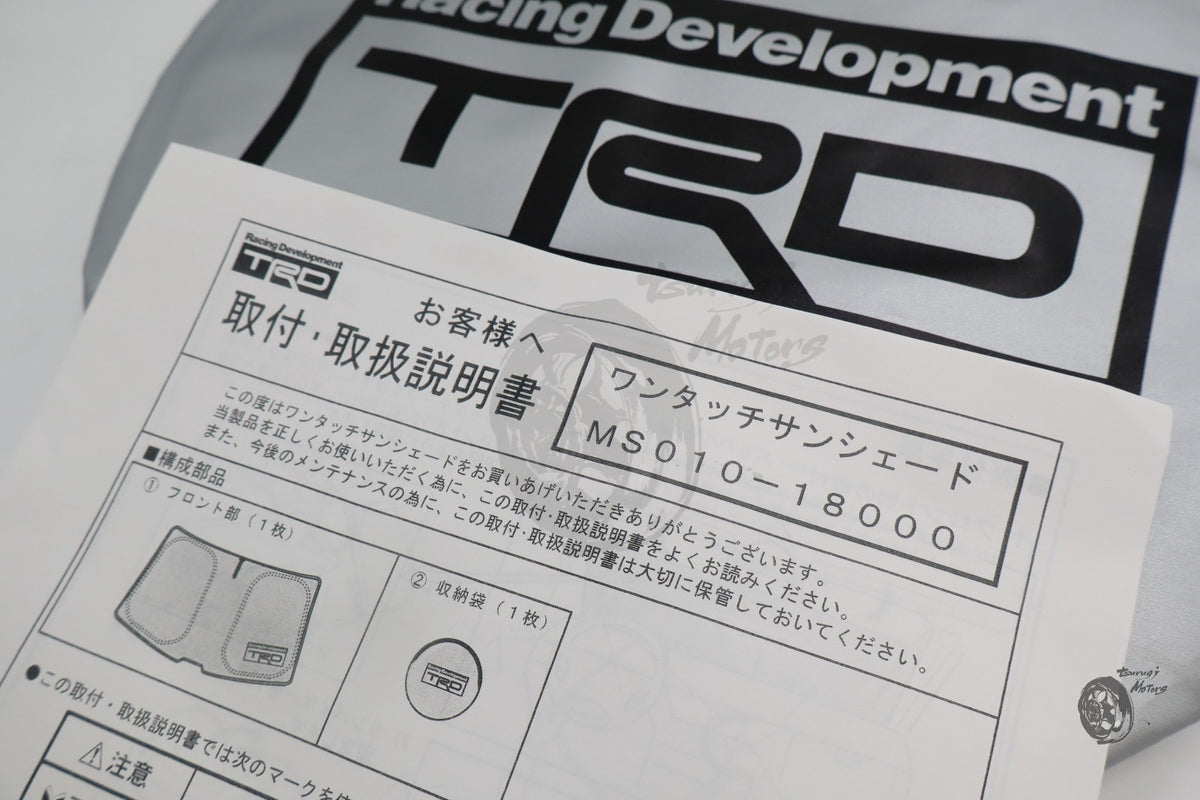 Racing Development
TRD
Racing Development
TRD
お客様へ
取付・取扱説明書
ワンタッチサンシェード
MS010-18000
この度はワンタッチサンシェードをお買いあげいただきありがとうございます。
当製品を正しくお使いいただく為に、この取付・取扱説明書をよくお読みください。
また、今後のメンテナンスの為に、この取付・取扱説明書は大切に保管しておいてください。
■構成部品
① フロント部(1枚)
② 収納袋(1枚)
TRD
Racing Development
TRD
●この取付・取扱説明書では次のマークを使
⚠注意
tsurugi
Motors
tsurugi
Motors